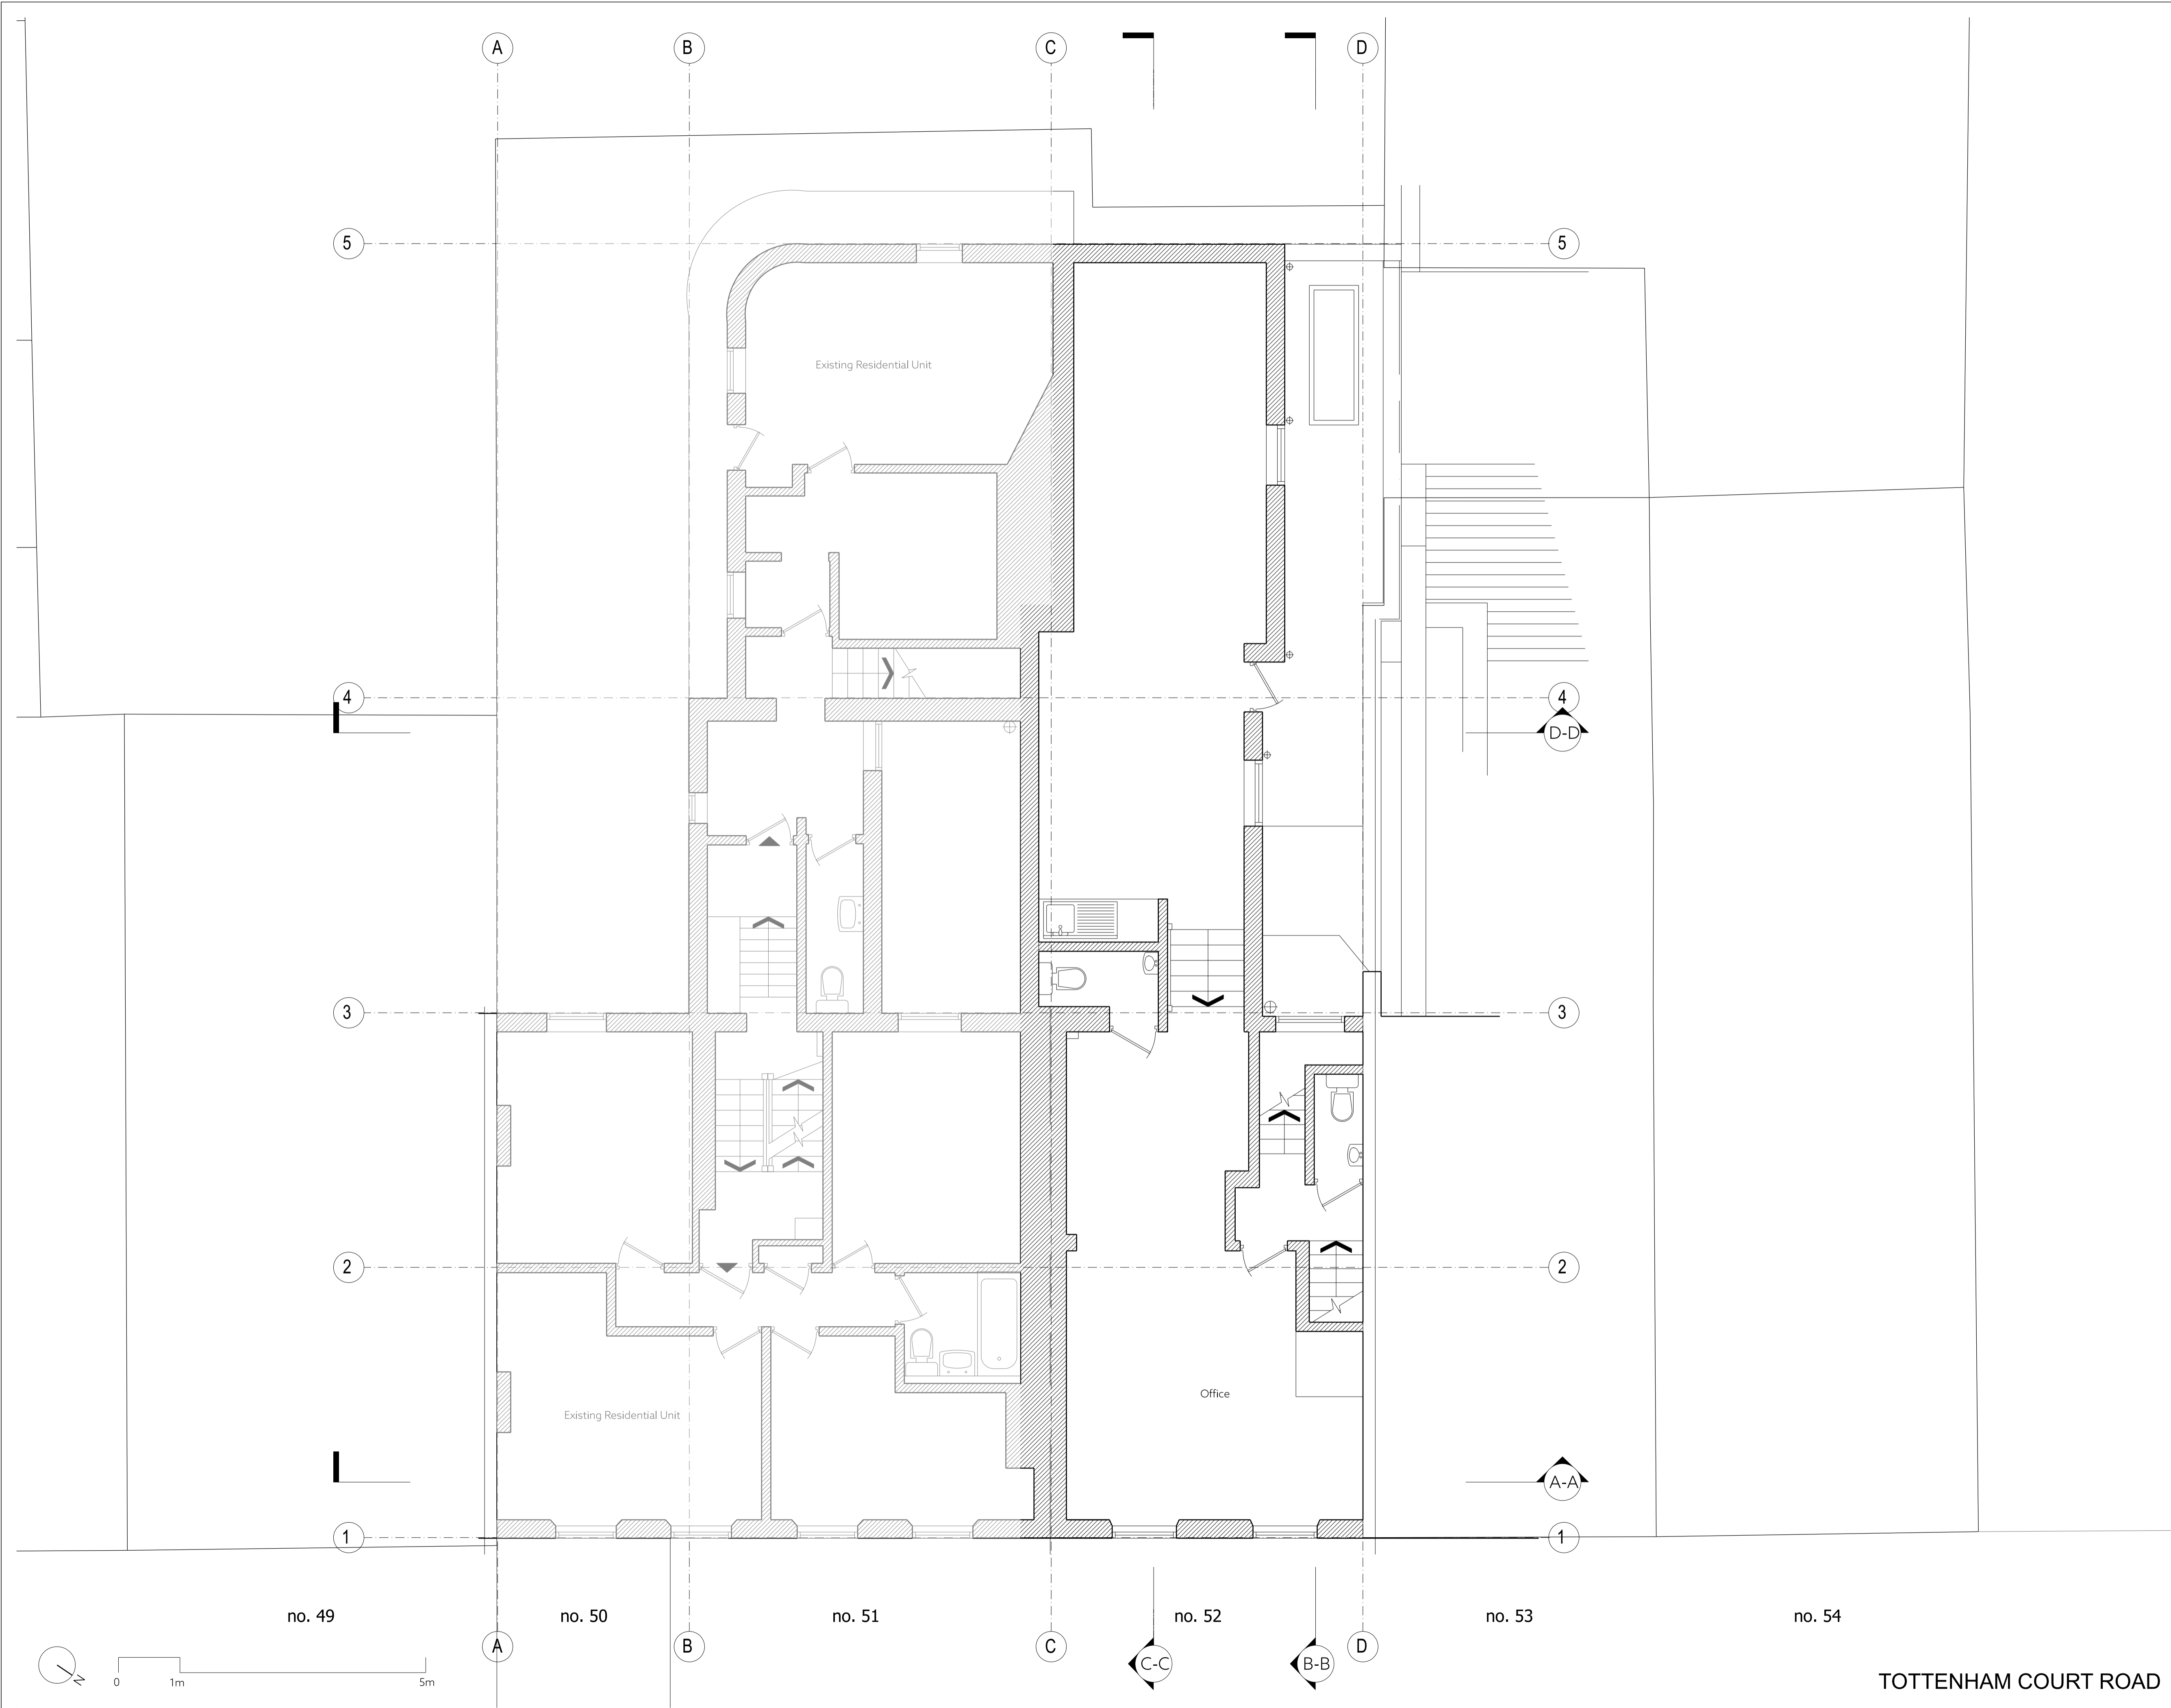 A
B
C
D
5
5
Existing Residential Unit
4
4
D-D
3
3
2
2
Office
Existing Residential Unit
A-A
1
1
no. 49
no. 50
no. 51
no. 52
no. 53
no. 54
A
B
C
D
C-C
B-B
N
0
1m
5m
TOTTENHAM COURT ROAD